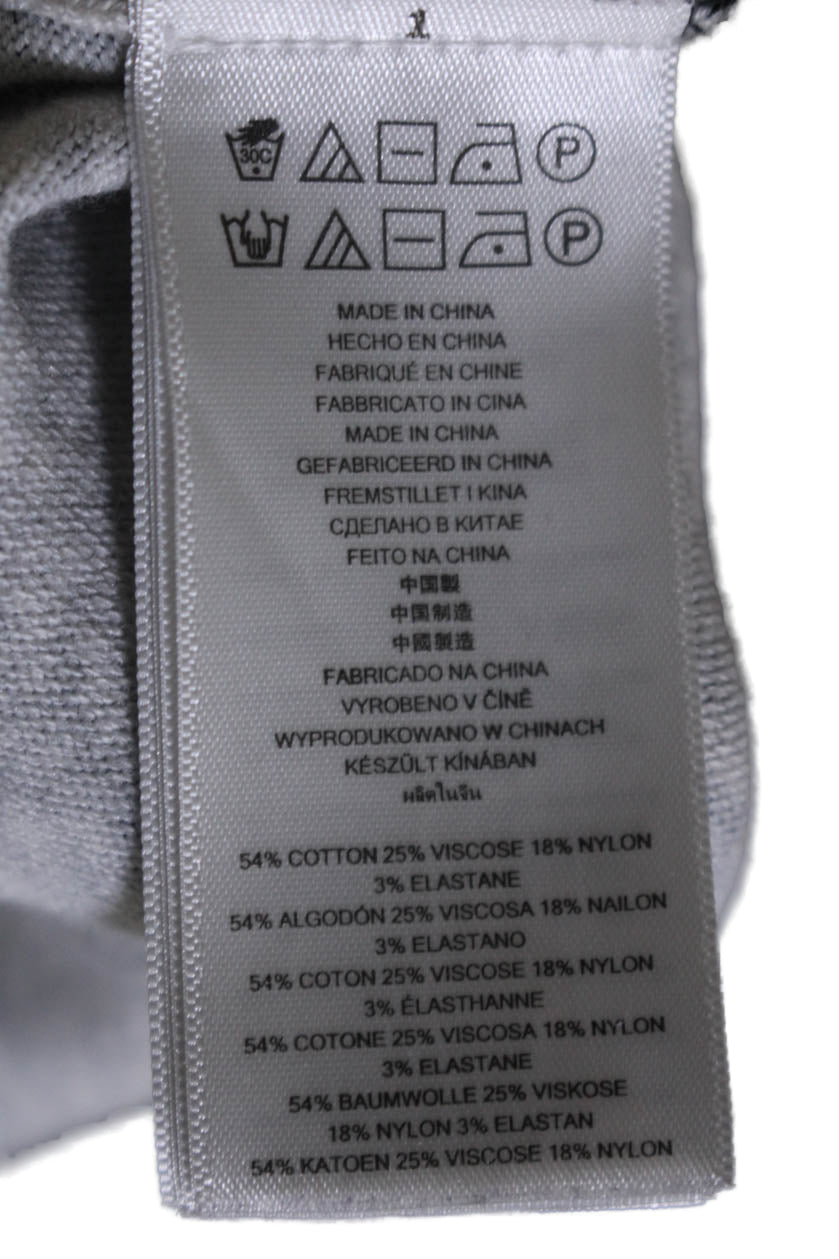 1
30C
P
P
MADE IN CHINA
HECHO EN CHINA
FABRIQUÉ EN CHINE
FABBRICATO IN CINA
MADE IN CHINA
GEFABRICEERD IN CHINA
FREMSTILLET I KINA
СДЕЛАНО В КИТАЕ
FEITO NA CHINA
中国製
中国制造
中國製造
FABRICADO NA CHINA
VYROBENO V ČÍNĚ
WYPRODUKOWANO W CHINACH
KÉSZÜLT KÍNÁBAN
ผลิตในจีน
54% COTTON 25% VISCOSE 18% NYLON
3% ELASTANE
54% ALGODÓN 25% VISCOSA 18% NAILON
3% ELASTANO
54% COTON 25% VISCOSE 18% NYLON
3% ÉLASTHANNE
54% COTONE 25% VISCOSA 18% NYLON
3% ELASTANE
54% BAUMWOLLE 25% VISKOSE
18% NYLON 3% ELASTAN
54% KATOEN 25% VISCOSE 18% NYLON